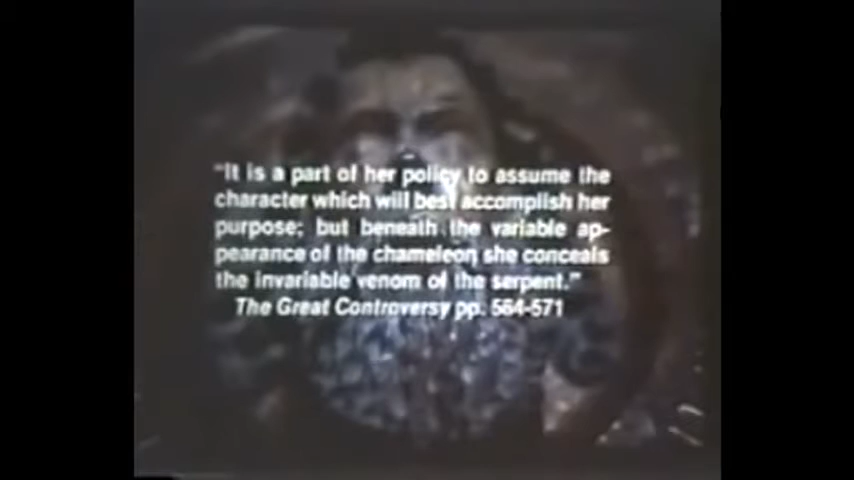 "It is a part of her policy to assume the
character which will best accomplish her
purpose; but beneath the variable ap-
pearance of the chameleon she conceals
the invariable venom of the serpent."
The Great Controversy pp. 564-571